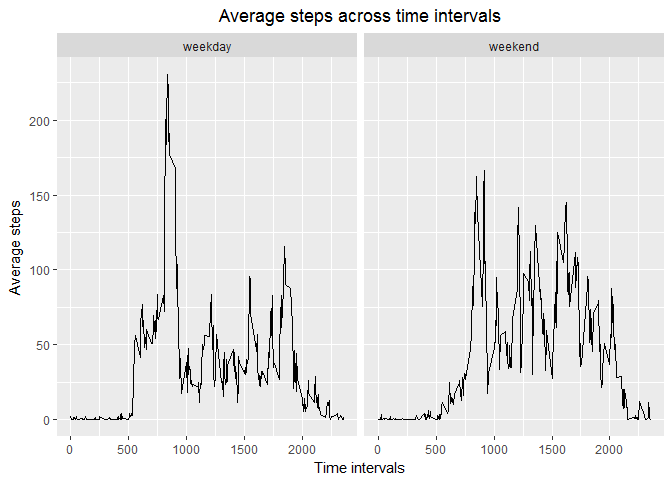 Average steps across time intervals
weekday
weekend
Average steps
200
150
100
50
0
0 500 1000 1500 2000
0 500 1000 1500 2000
Time intervals